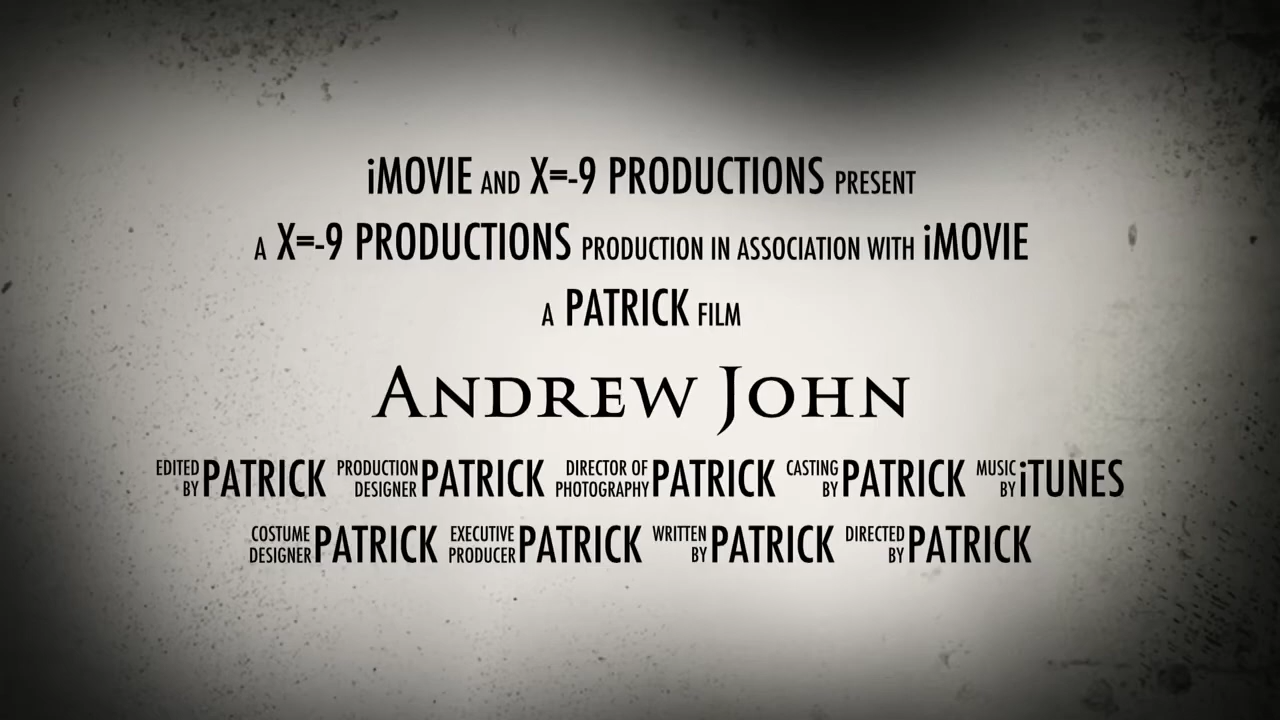 iMOVIE AND X=-9 PRODUCTIONS PRESENT
A X=-9 PRODUCTIONS PRODUCTION IN ASSOCIATION WITH iMOVIE
A PATRICK FILM
ANDREW JOHN
EDITED BY PATRICK PRODUCTION DESIGNER PATRICK DIRECTOR OF PHOTOGRAPHY PATRICK CASTING BY PATRICK MUSIC BY iTUNES
COSTUME DESIGNER PATRICK EXECUTIVE PRODUCER PATRICK WRITTEN BY PATRICK DIRECTED BY PATRICK